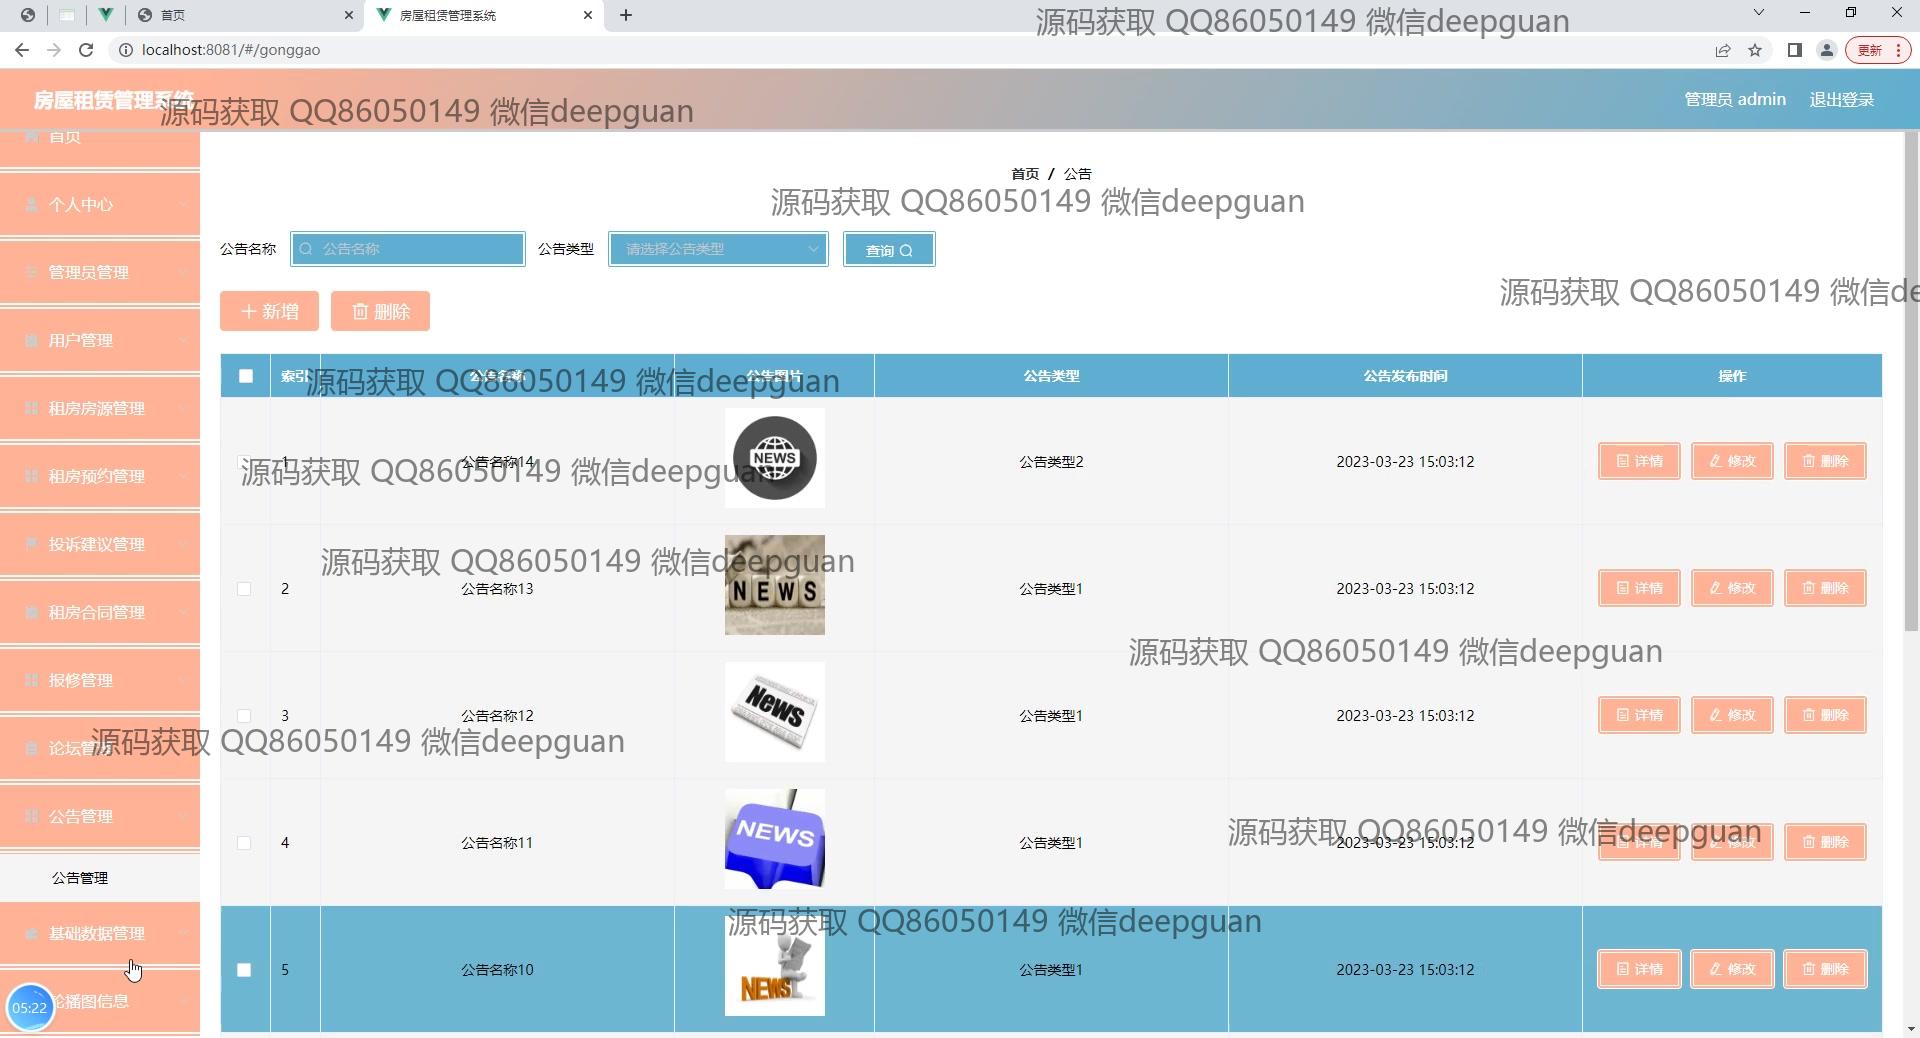 首页
房屋租赁管理系统
源码获取 QQ86050149 微信deepguan
localhost:8081/#/gonggao
更新
房屋租赁管理系统
源码获取 QQ86050149 微信deepguan
管理员 admin
退出登录
首页
个人中心
管理员管理
用户管理
租房房源管理
租房预约管理
投诉建议管理
租房合同管理
报修管理
论坛管理
公告管理
公告管理
基础数据管理
轮播图信息
05:22
首页 / 公告
源码获取 QQ86050149 微信deepguan
公告名称
公告名称
公告类型
请选择公告类型
查询
源码获取 QQ86050149 微信de
新增
删除
索引 公告名称 公告图片 公告类型 公告发布时间 操作
源码获取 QQ86050149 微信deepguan
1 公告名称14 NEWS 公告类型2 2023-03-23 15:03:12 详情 修改 删除
源码获取 QQ86050149 微信deepguan
源码获取 QQ86050149 微信deepguan
2 公告名称13 NEWS 公告类型1 2023-03-23 15:03:12 详情 修改 删除
源码获取 QQ86050149 微信deepguan
3 公告名称12 News 公告类型1 2023-03-23 15:03:12 详情 修改 删除
源码获取 QQ86050149 微信deepguan
源码获取 QQ86050149 微信deepguan
4 公告名称11 NEWS 公告类型1 2023-03-23 15:03:12 详情 修改 删除
源码获取 QQ86050149 微信deepguan
5 公告名称10 NEWS 公告类型1 2023-03-23 15:03:12 详情 修改 删除